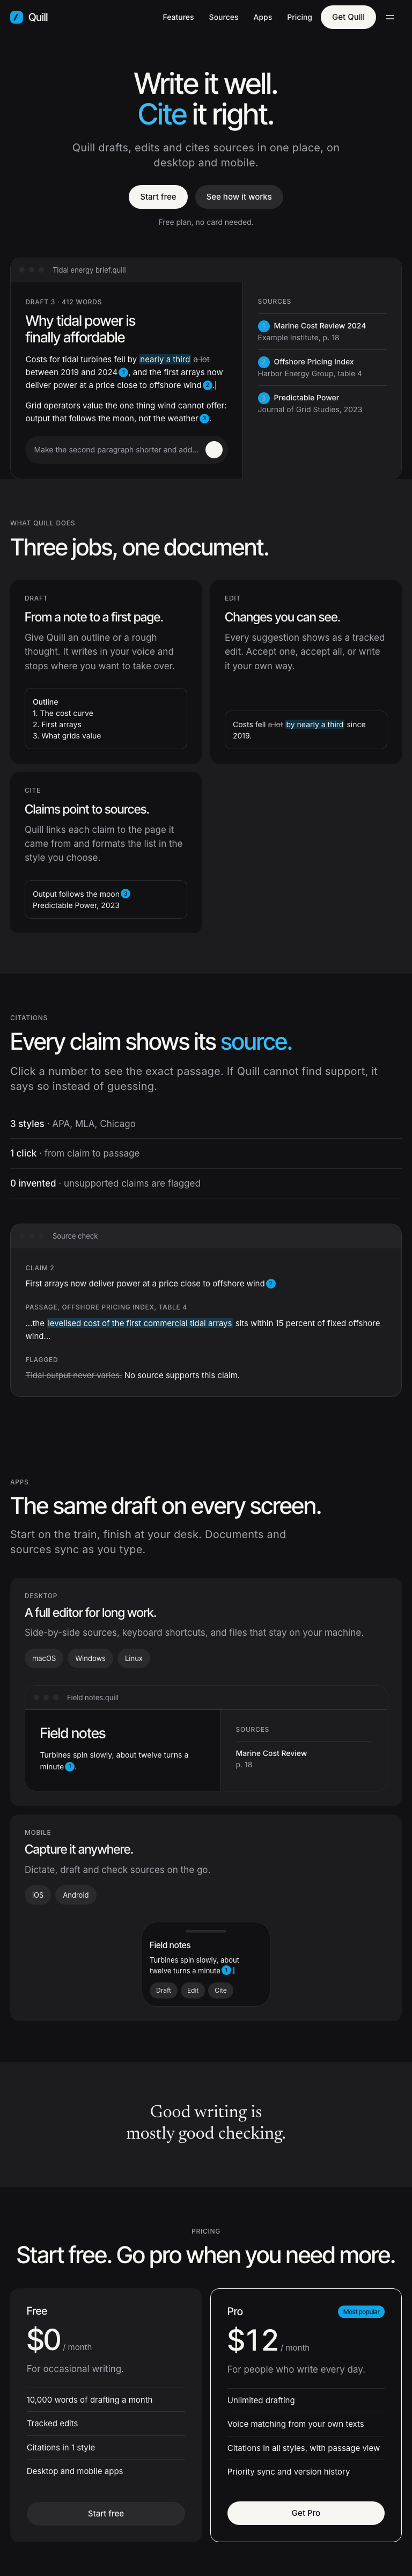 Quill
Features Sources Apps Pricing Get Quill
Write it well.
Cite it right.
Quill drafts, edits and cites sources in one place, on
desktop and mobile.
Start free See how it works
Free plan, no card needed.
Tidal energy brief.quill
DRAFT 3 · 412 WORDS
Why tidal power is
finally affordable
Costs for tidal turbines fell by nearly a third a lot
between 2019 and 2024 1, and the first arrays now
deliver power at a price close to offshore wind 2.
Grid operators value the one thing wind cannot offer:
output that follows the moon, not the weather 3.
Make the second paragraph shorter and add...
SOURCES
1 Marine Cost Review 2024
Example Institute, p. 18
2 Offshore Pricing Index
Harbor Energy Group, table 4
3 Predictable Power
Journal of Grid Studies, 2023
WHAT QUILL DOES
Three jobs, one document.
DRAFT
From a note to a first page.
Give Quill an outline or a rough
thought. It writes in your voice and
stops where you want to take over.
Outline
1. The cost curve
2. First arrays
3. What grids value
EDIT
Changes you can see.
Every suggestion shows as a tracked
edit. Accept one, accept all, or write
it your own way.
Costs fell a lot by nearly a third since
2019.
CITE
Claims point to sources.
Quill links each claim to the page it
came from and formats the list in the
style you choose.
Output follows the moon 3
Predictable Power, 2023
CITATIONS
Every claim shows its source.
Click a number to see the exact passage. If Quill cannot find support, it
says so instead of guessing.
3 styles · APA, MLA, Chicago
1 click · from claim to passage
0 invented · unsupported claims are flagged
Source check
CLAIM 2
First arrays now deliver power at a price close to offshore wind 2
PASSAGE, OFFSHORE PRICING INDEX, TABLE 4
...the levelised cost of the first commercial tidal arrays sits within 15 percent of fixed offshore
wind...
FLAGGED
Tidal output never varies. No source supports this claim.
APPS
The same draft on every screen.
Start on the train, finish at your desk. Documents and
sources sync as you type.
DESKTOP
A full editor for long work.
Side-by-side sources, keyboard shortcuts, and files that stay on your machine.
macOS Windows Linux
Field notes.quill
Field notes
Turbines spin slowly, about twelve turns a
minute 1.
SOURCES
Marine Cost Review
p. 18
MOBILE
Capture it anywhere.
Dictate, draft and check sources on the go.
iOS Android
Field notes
Turbines spin slowly, about
twelve turns a minute 1.
Draft Edit Cite
Good writing is
mostly good checking.
PRICING
Start free. Go pro when you need more.
Free
$0 / month
For occasional writing.
10,000 words of drafting a month
Tracked edits
Citations in 1 style
Desktop and mobile apps
Start free
Pro Most popular
$12 / month
For people who write every day.
Unlimited drafting
Voice matching from your own texts
Citations in all styles, with passage view
Priority sync and version history
Get Pro